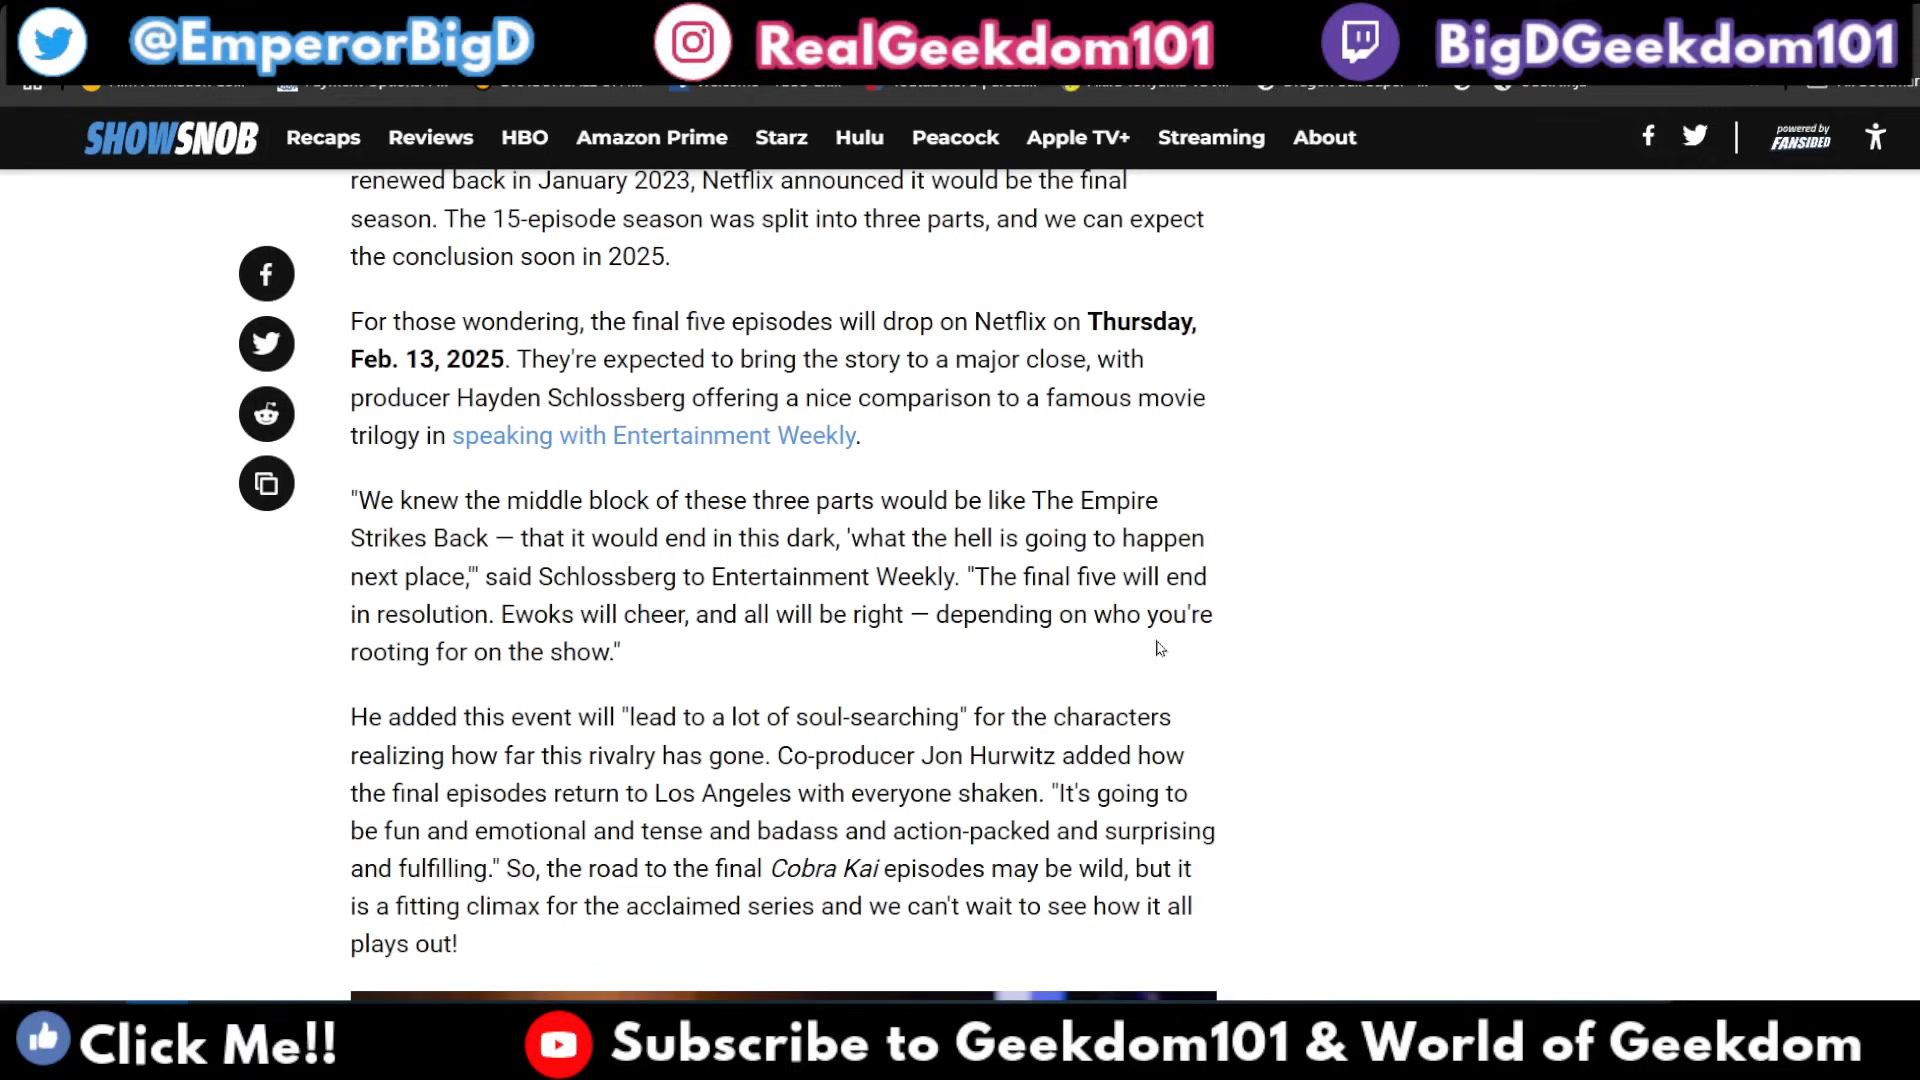 @EmperorBigD
RealGeekdom101
BigDGeekdom101
SHOWSNOB Recaps Reviews HBO Amazon Prime Starz Hulu Peacock Apple TV+ Streaming About
powered by
FANSIDED
renewed back in January 2023, Netflix announced it would be the final
season. The 15-episode season was split into three parts, and we can expect
the conclusion soon in 2025.
For those wondering, the final five episodes will drop on Netflix on Thursday,
Feb. 13, 2025. They're expected to bring the story to a major close, with
producer Hayden Schlossberg offering a nice comparison to a famous movie
trilogy in speaking with Entertainment Weekly.
"We knew the middle block of these three parts would be like The Empire
Strikes Back — that it would end in this dark, 'what the hell is going to happen
next place,'" said Schlossberg to Entertainment Weekly. "The final five will end
in resolution. Ewoks will cheer, and all will be right — depending on who you're
rooting for on the show."
He added this event will "lead to a lot of soul-searching" for the characters
realizing how far this rivalry has gone. Co-producer Jon Hurwitz added how
the final episodes return to Los Angeles with everyone shaken. "It's going to
be fun and emotional and tense and badass and action-packed and surprising
and fulfilling." So, the road to the final Cobra Kai episodes may be wild, but it
is a fitting climax for the acclaimed series and we can't wait to see how it all
plays out!
Click Me!!
Subscribe to Geekdom101 & World of Geekdom